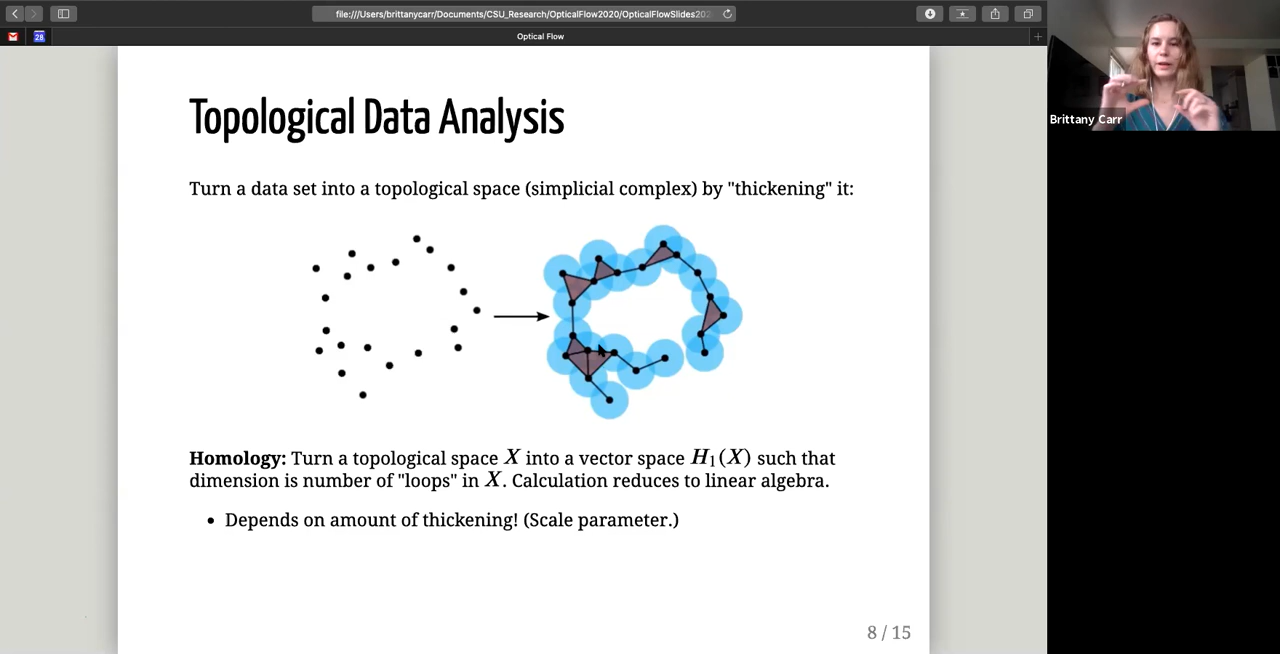 file:///Users/brittanycarr/Documents/CSU_Research/OpticalFlow2020/OpticalFlowSlides202
28
Optical Flow
Topological Data Analysis
Turn a data set into a topological space (simplicial complex) by "thickening" it:
Homology: Turn a topological space X into a vector space H₁(X) such that
dimension is number of "loops" in X. Calculation reduces to linear algebra.
• Depends on amount of thickening! (Scale parameter.)
8 / 15
Brittany Carr